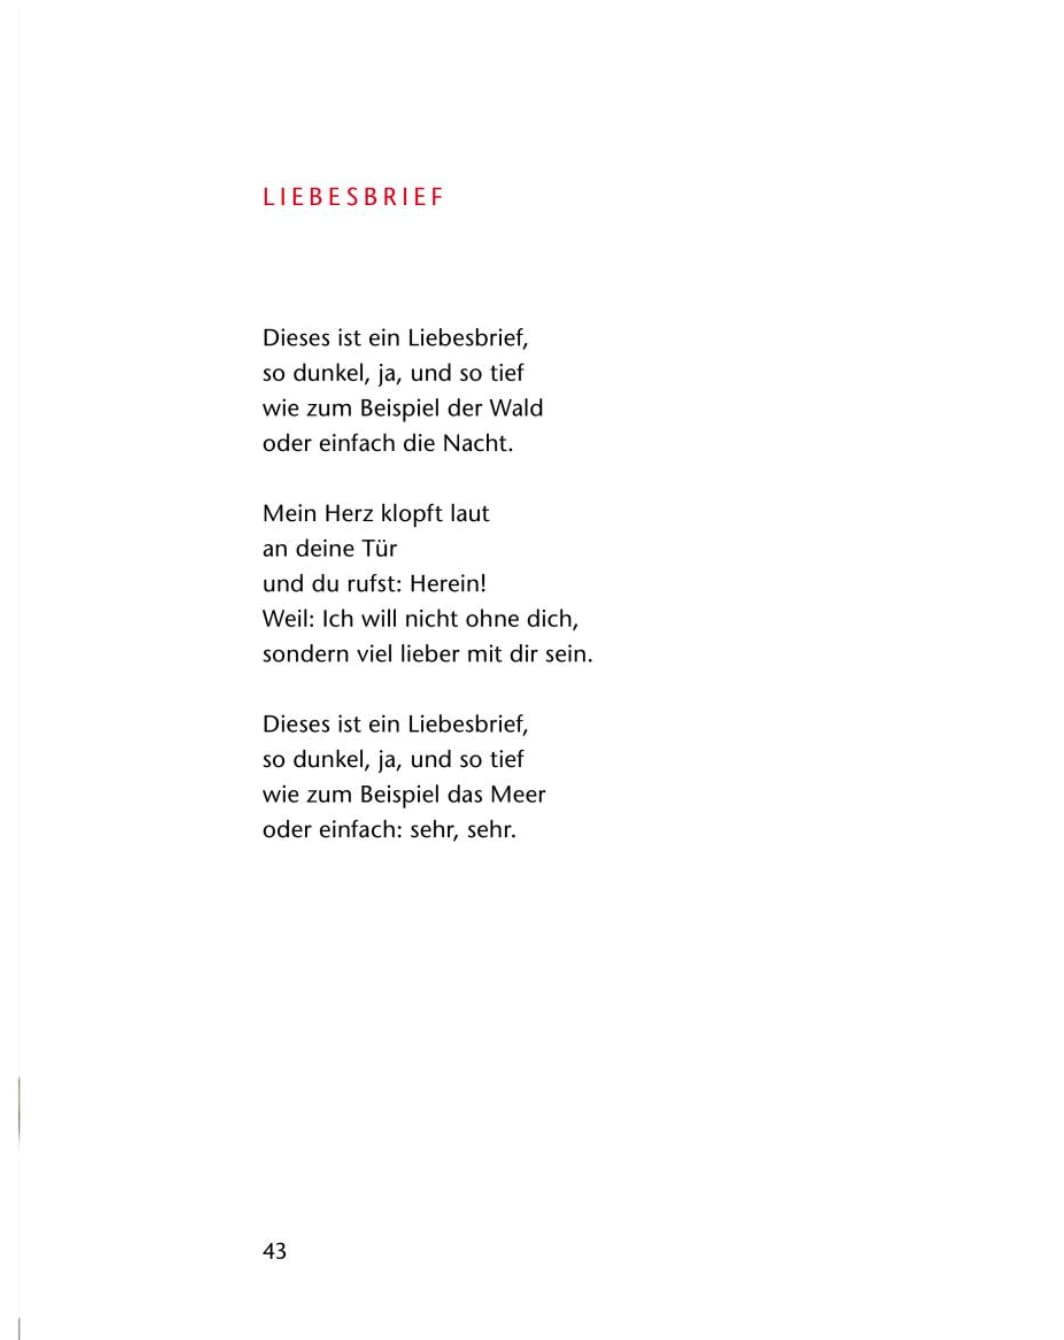 LIEBESBRIEF
Dieses ist ein Liebesbrief,
so dunkel, ja, und so tief
wie zum Beispiel der Wald
oder einfach die Nacht.
Mein Herz klopft laut
an deine Tür
und du rufst: Herein!
Weil: Ich will nicht ohne dich,
sondern viel lieber mit dir sein.
Dieses ist ein Liebesbrief,
so dunkel, ja, und so tief
wie zum Beispiel das Meer
oder einfach: sehr, sehr.
43